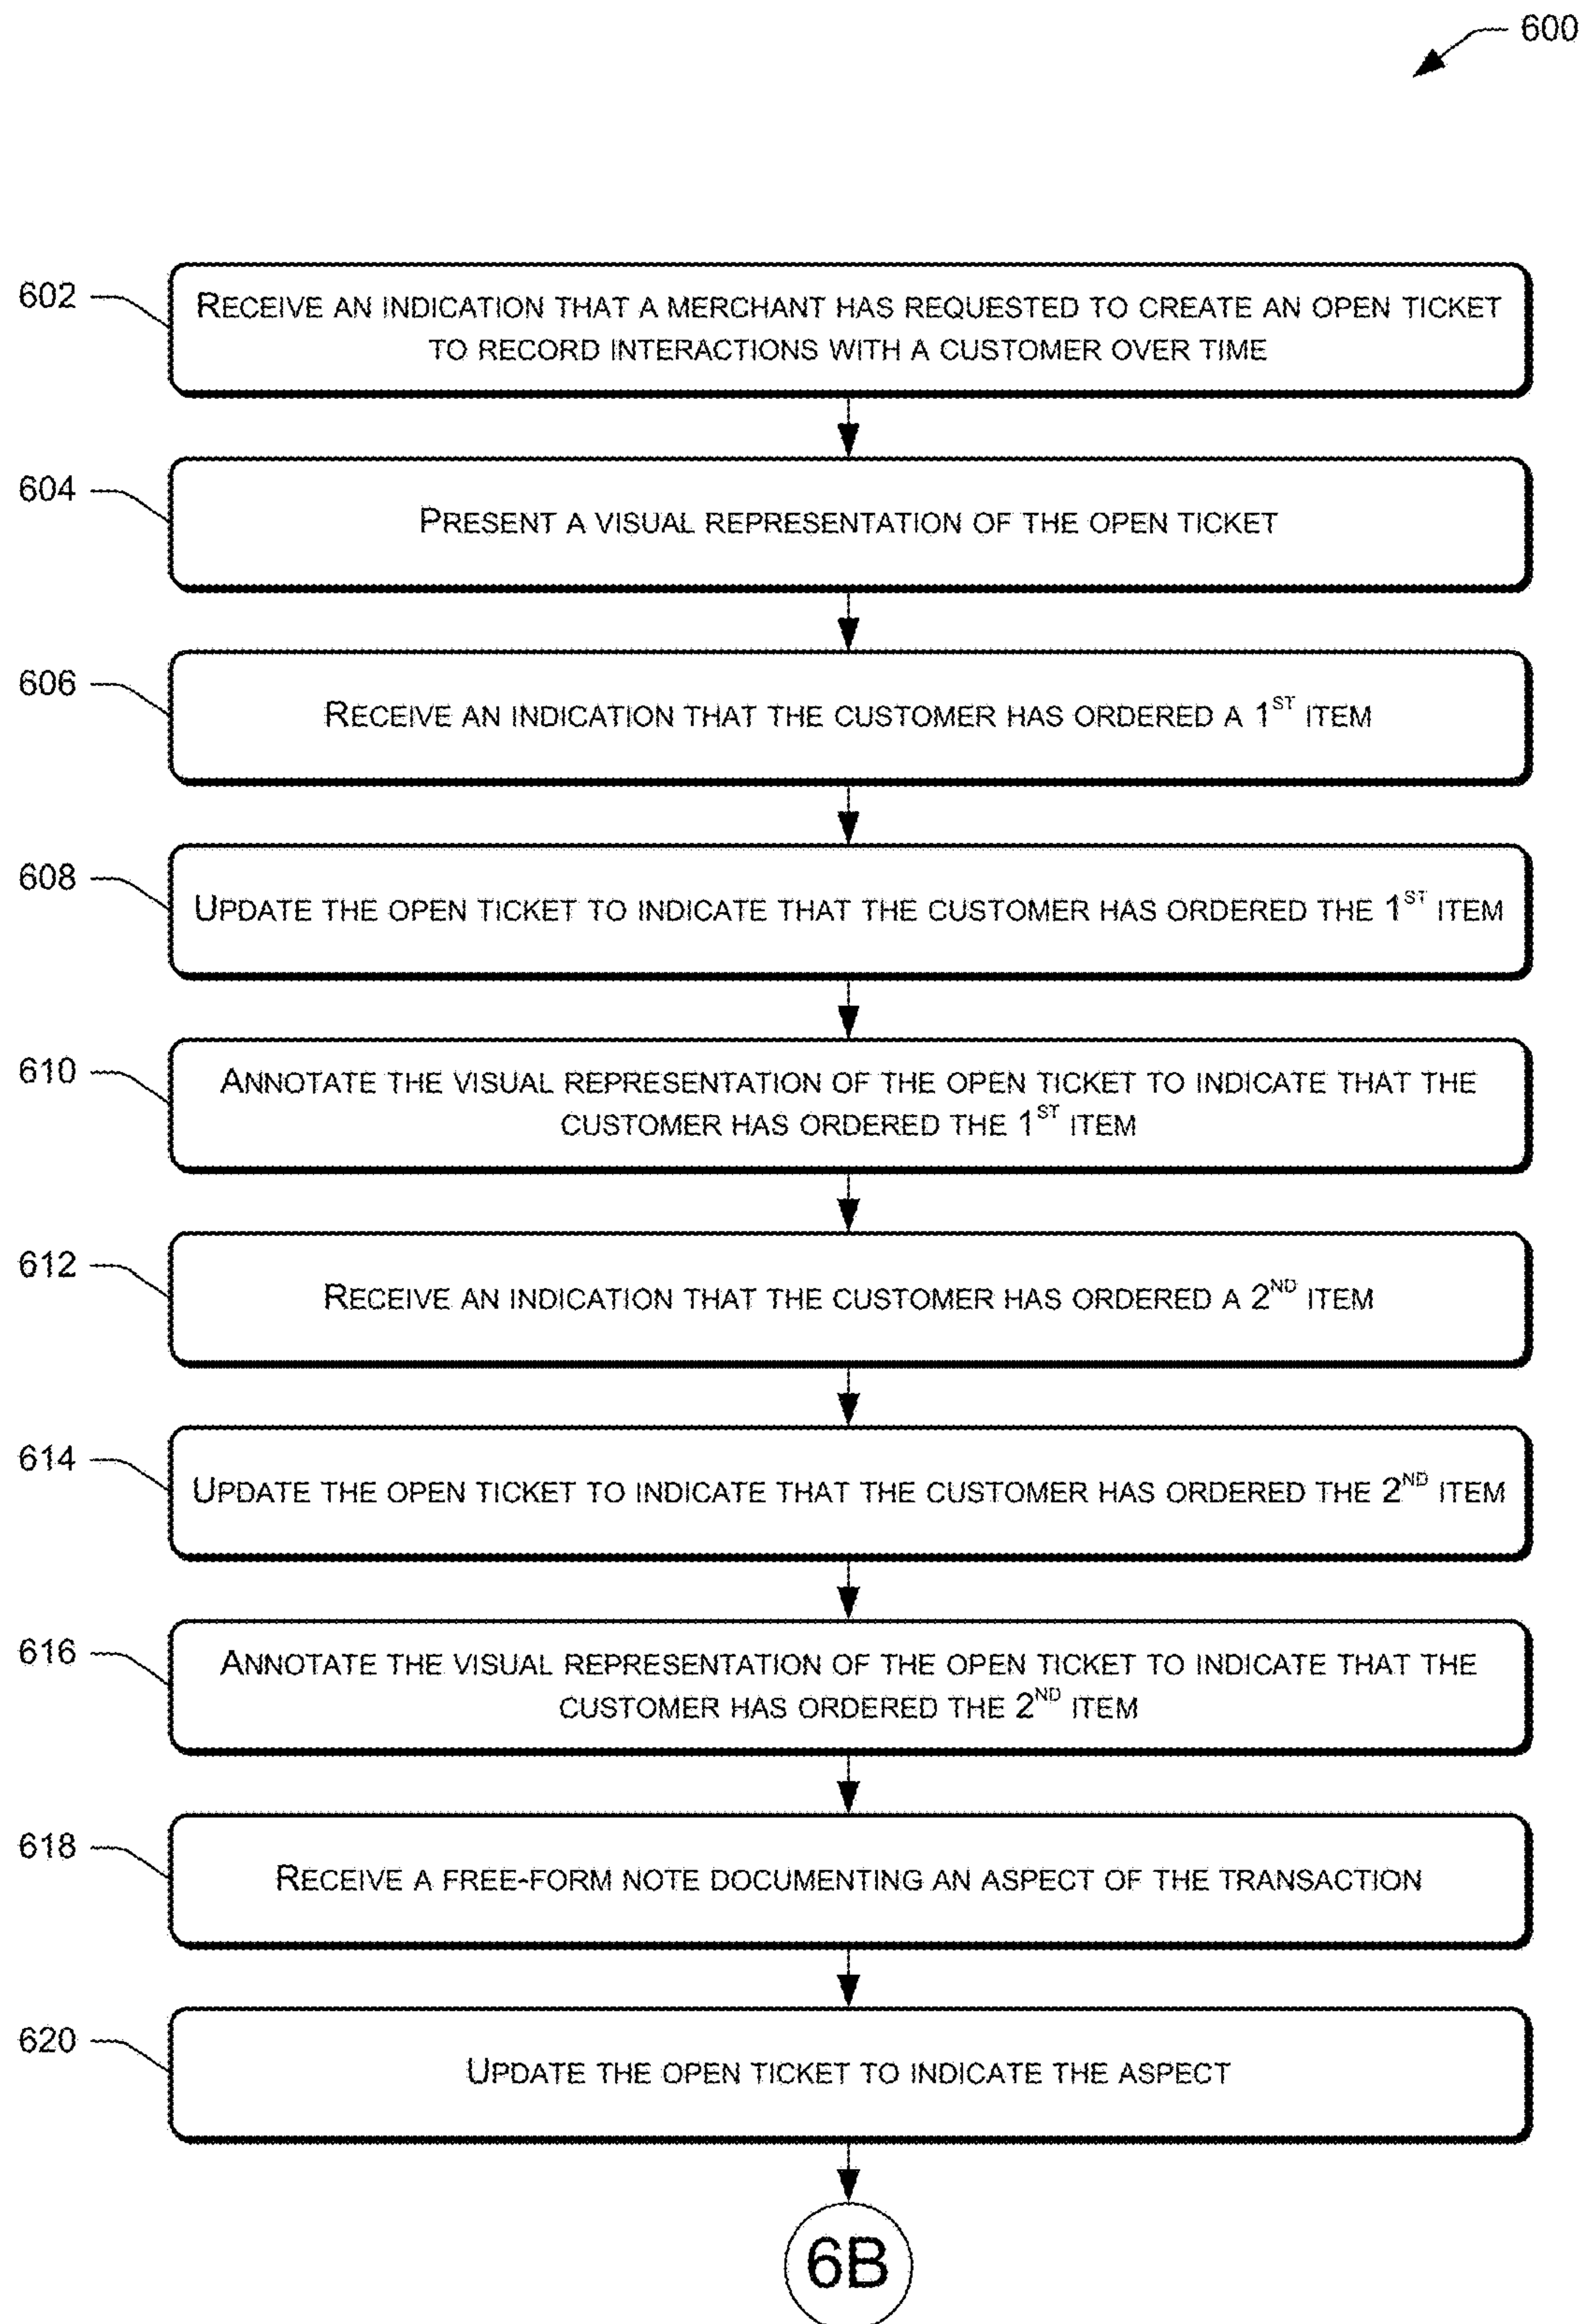 600
602
RECEIVE AN INDICATION THAT A MERCHANT HAS REQUESTED TO CREATE AN OPEN TICKET
TO RECORD INTERACTIONS WITH A CUSTOMER OVER TIME
604
PRESENT A VISUAL REPRESENTATION OF THE OPEN TICKET
606
RECEIVE AN INDICATION THAT THE CUSTOMER HAS ORDERED A 1ST ITEM
608
UPDATE THE OPEN TICKET TO INDICATE THAT THE CUSTOMER HAS ORDERED THE 1ST ITEM
610
ANNOTATE THE VISUAL REPRESENTATION OF THE OPEN TICKET TO INDICATE THAT THE
CUSTOMER HAS ORDERED THE 1ST ITEM
612
RECEIVE AN INDICATION THAT THE CUSTOMER HAS ORDERED A 2ND ITEM
614
UPDATE THE OPEN TICKET TO INDICATE THAT THE CUSTOMER HAS ORDERED THE 2ND ITEM
616
ANNOTATE THE VISUAL REPRESENTATION OF THE OPEN TICKET TO INDICATE THAT THE
CUSTOMER HAS ORDERED THE 2ND ITEM
618
RECEIVE A FREE-FORM NOTE DOCUMENTING AN ASPECT OF THE TRANSACTION
620
UPDATE THE OPEN TICKET TO INDICATE THE ASPECT
6B